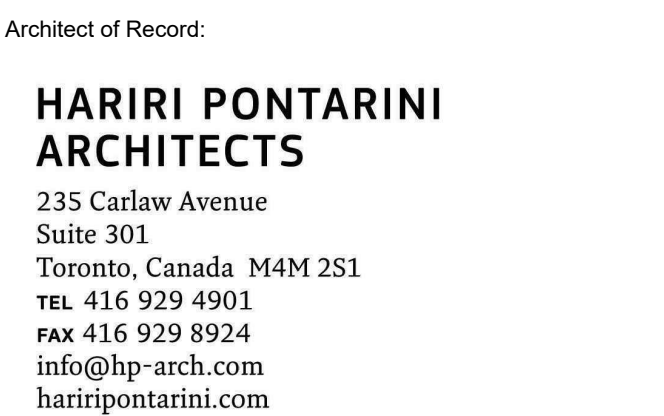 Architect of Record:
HARIRI PONTARINI
ARCHITECTS
235 Carlaw Avenue
Suite 301
Toronto, Canada M4M 2S1
TEL 416 929 4901
FAX 416 929 8924
info@hp-arch.com
hariripontarini.com